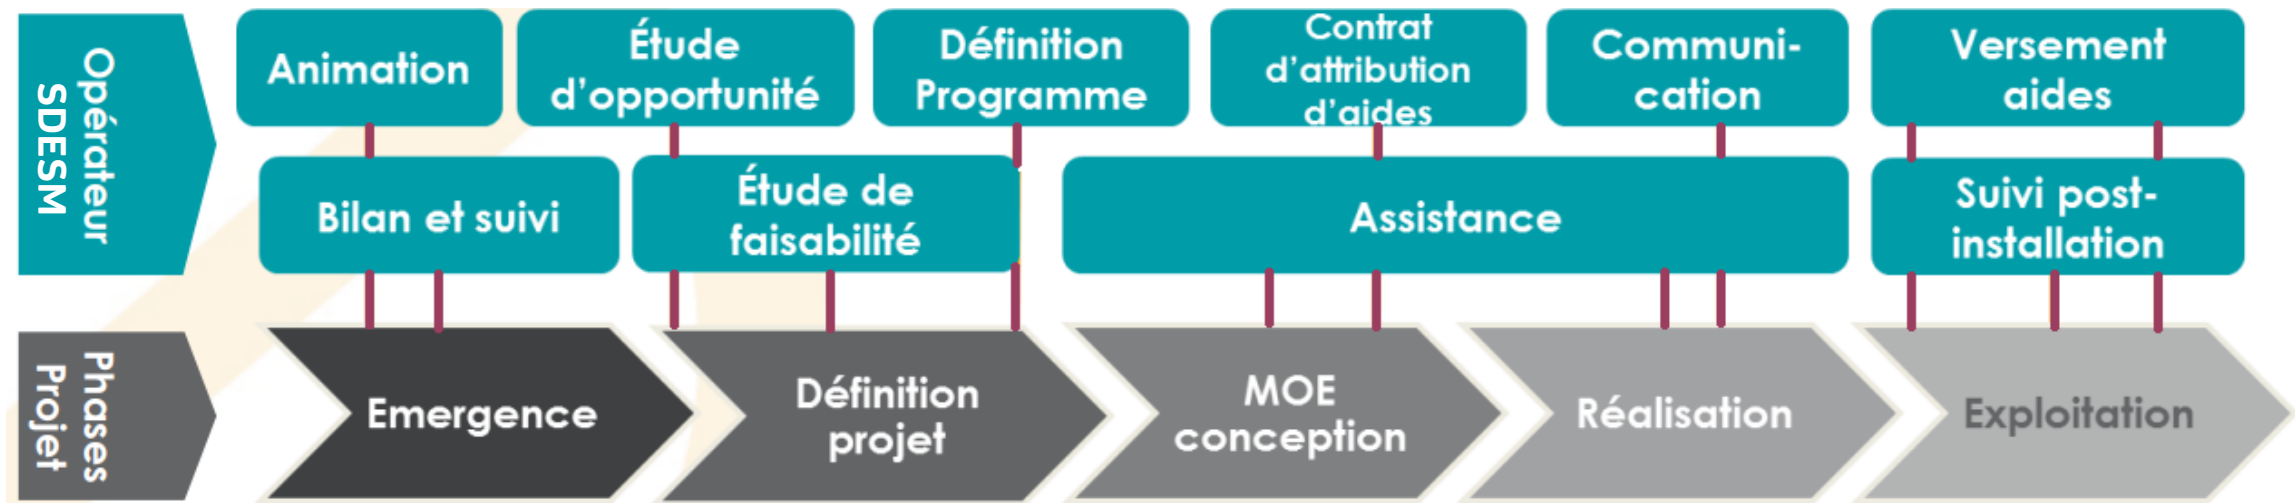 Opérateur
SDESM
Animation
Étude
d'opportunité
Définition
Programme
Contrat
d'attribution
d'aides
Communi-
cation
Versement
aides
Bilan et suivi
Étude de
faisabilité
Assistance
Suivi post-
installation
Phases
Projet
Emergence
Définition
projet
MOE
conception
Réalisation
Exploitation